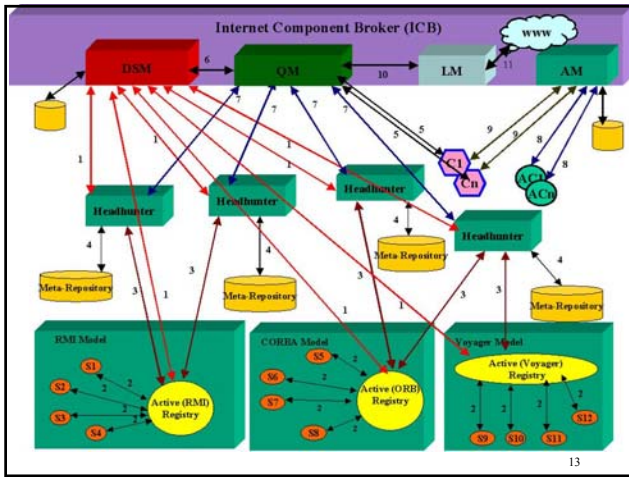 Internet Component Broker (ICB)
www
DSM
6
QM
10
LM
11
AM
7
7
7
7
5
5
9
9
8
8
1
1
1
1
C1
Cn
AC1
ACn
Headhunter
Headhunter
Headhunter
Headhunter
4
4
4
4
Meta-Repository
Meta-Repository
Meta-Repository
Meta-Repository
3
1
3
1
3
1
3
3
RMI Model
S1
S2
S3
S4
2
2
2
2
Active (RMI)
Registry
CORBA Model
S5
S6
S7
S8
2
2
2
2
Active (ORB)
Registry
Voyager Model
Active (Voyager)
Registry
2
2
2
2
S9
S10
S11
S12
13